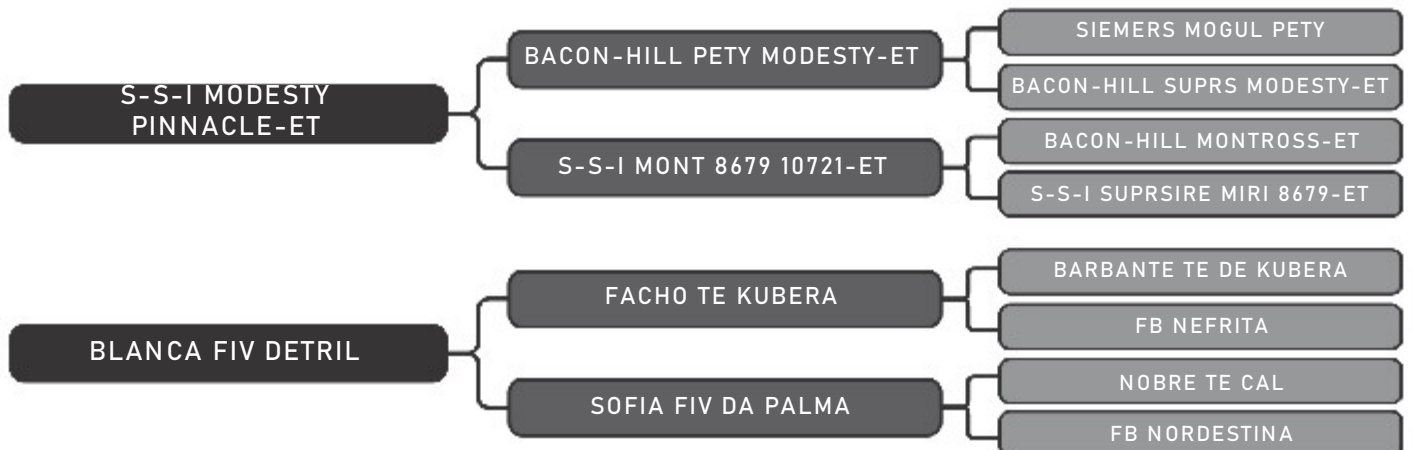 SIEMERS MOGUL PETY
BACON-HILL PETY MODESTY-ET
BACON-HILL SUPRS MODESTY-ET
S-S-I MODESTY
PINNACLE-ET
BACON-HILL MONTROSS-ET
S-S-I MONT 8679 10721-ET
S-S-I SUPRSIRE MIRI 8679-ET
BARBANTE TE DE KUBERA
FACHO TE KUBERA
FB NEFRITA
BLANCA FIV DETRIL
NOBRE TE CAL
SOFIA FIV DA PALMA
FB NORDESTINA